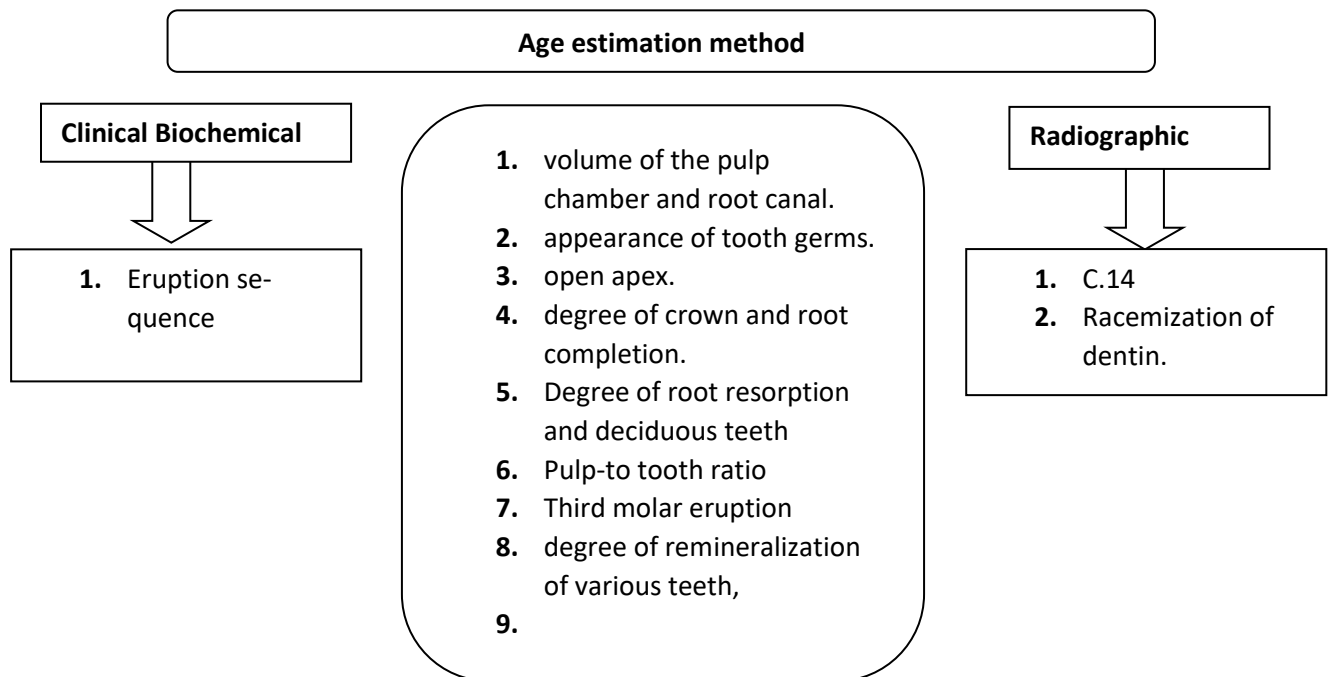 Age estimation method
Clinical Biochemical
1. Eruption se-
quence
1. volume of the pulp
chamber and root canal.
2. appearance of tooth germs.
3. open apex.
4. degree of crown and root
completion.
5. Degree of root resorption
and deciduous teeth
6. Pulp-to tooth ratio
7. Third molar eruption
8. degree of remineralization
of various teeth,
9.
Radiographic
1. C.14
2. Racemization of
dentin.